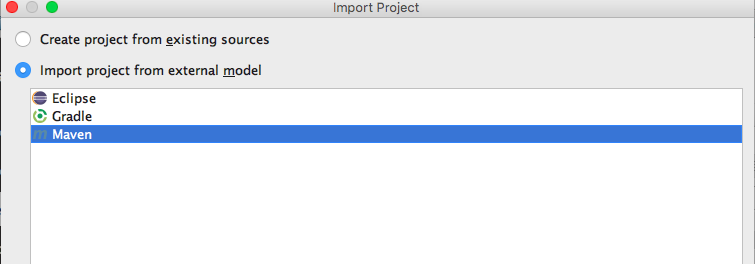 Import Project
Create project from existing sources
Import project from external model
Eclipse
Gradle
Maven